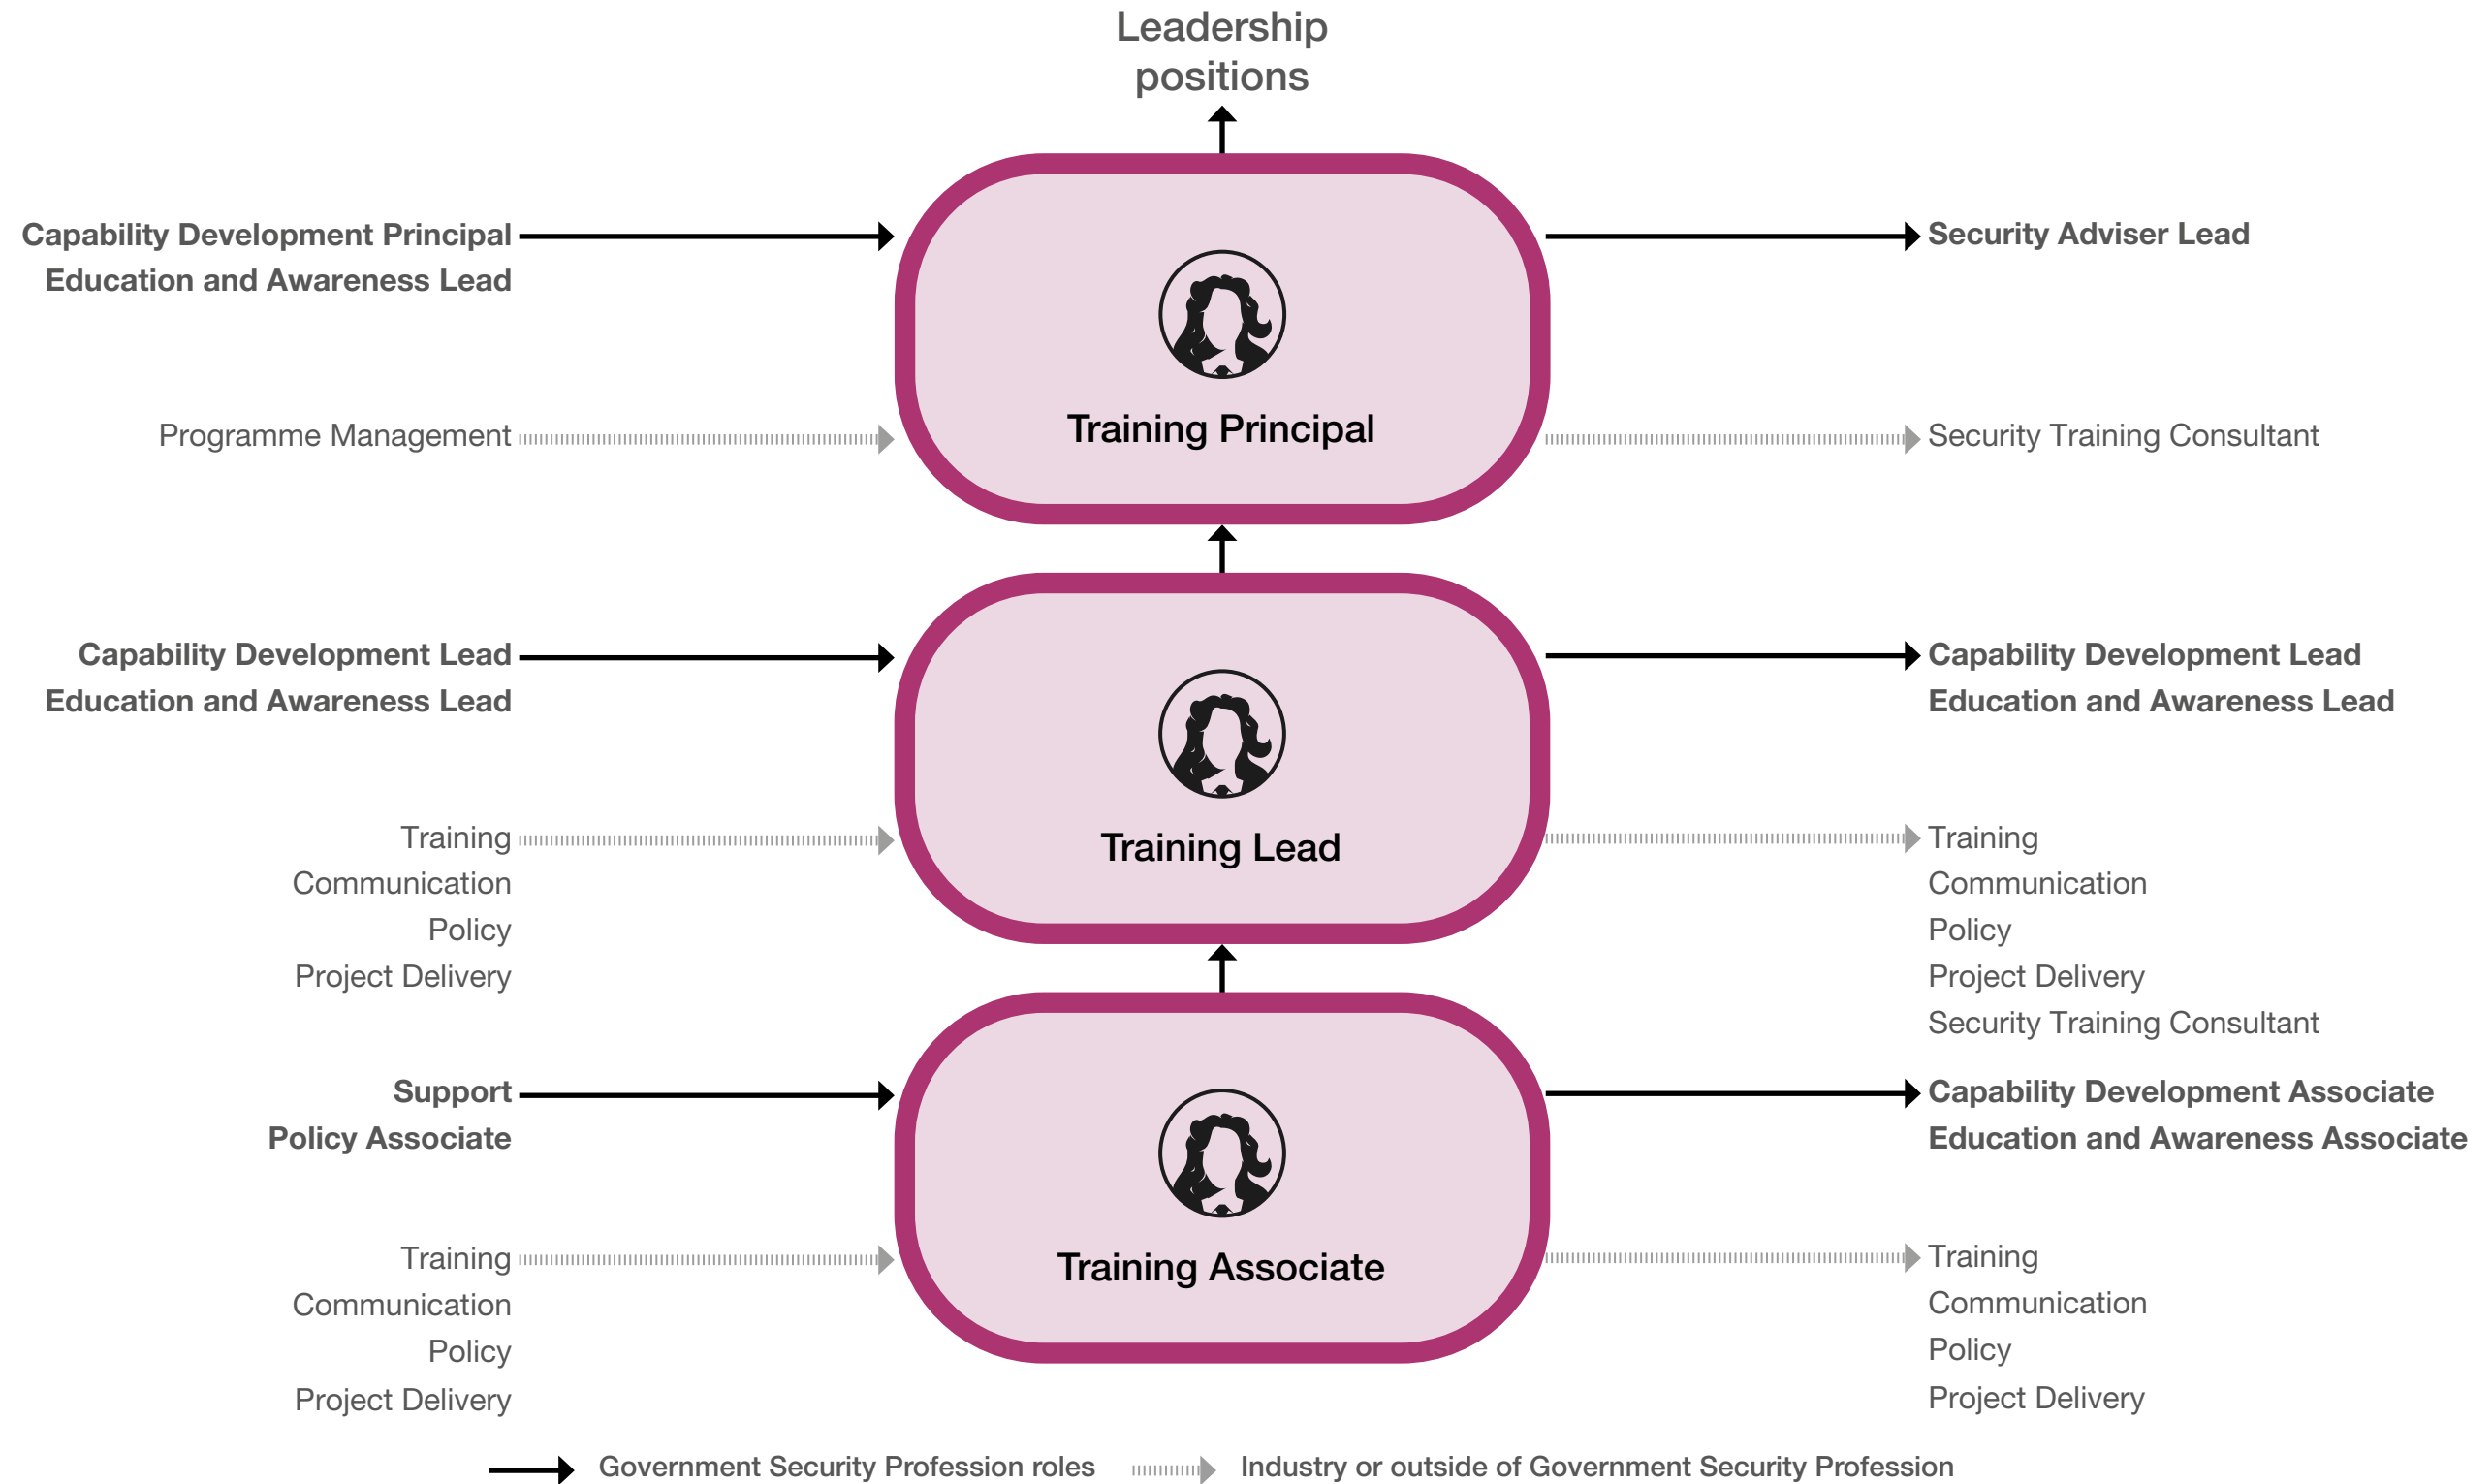 Leadership
positions
Capability Development Principal
Education and Awareness Lead
Programme Management
Training Principal
Security Adviser Lead
Security Training Consultant
Capability Development Lead
Education and Awareness Lead
Training
Communication
Policy
Project Delivery
Training Lead
Capability Development Lead
Education and Awareness Lead
Training
Communication
Policy
Project Delivery
Security Training Consultant
Support
Policy Associate
Training
Communication
Policy
Project Delivery
Training Associate
Capability Development Associate
Education and Awareness Associate
Training
Communication
Policy
Project Delivery
Government Security Profession roles
Industry or outside of Government Security Profession